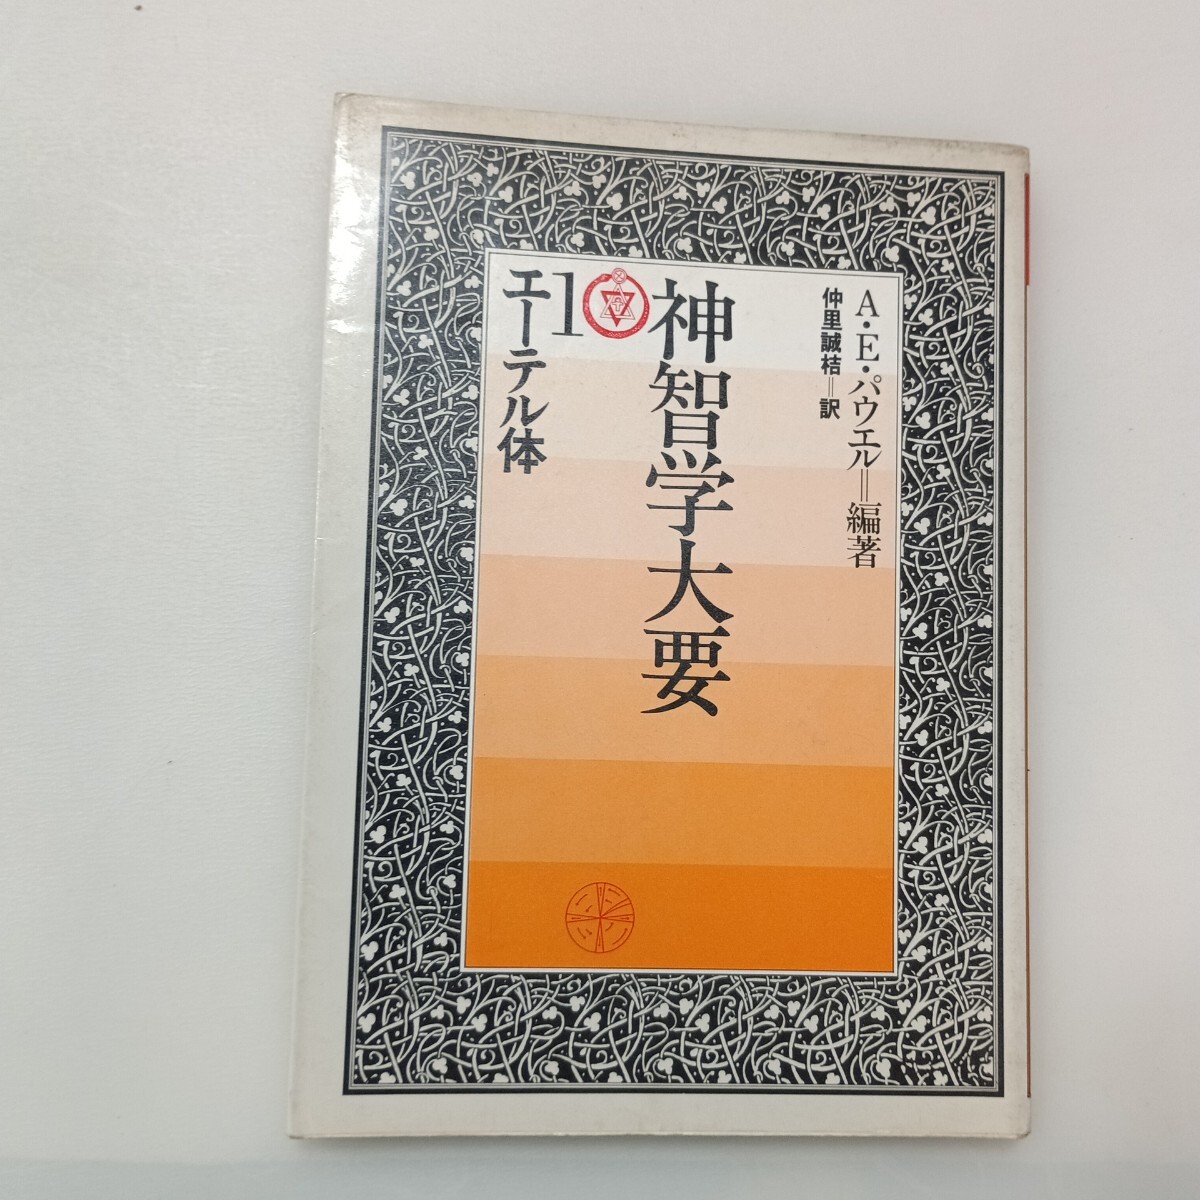 A・E・パウエル＝編著
仲里誠桔＝訳
神智学大要
1
エーテル体